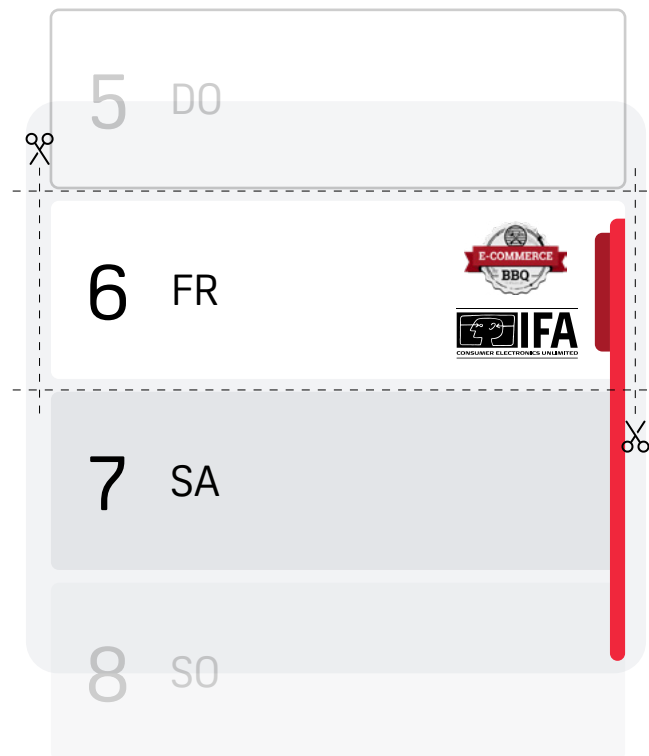 5 DO
6 FR
E-COMMERCE
BBQ
IFA
CONSUMER ELECTRONICS UNLIMITED
7 SA
8 SO